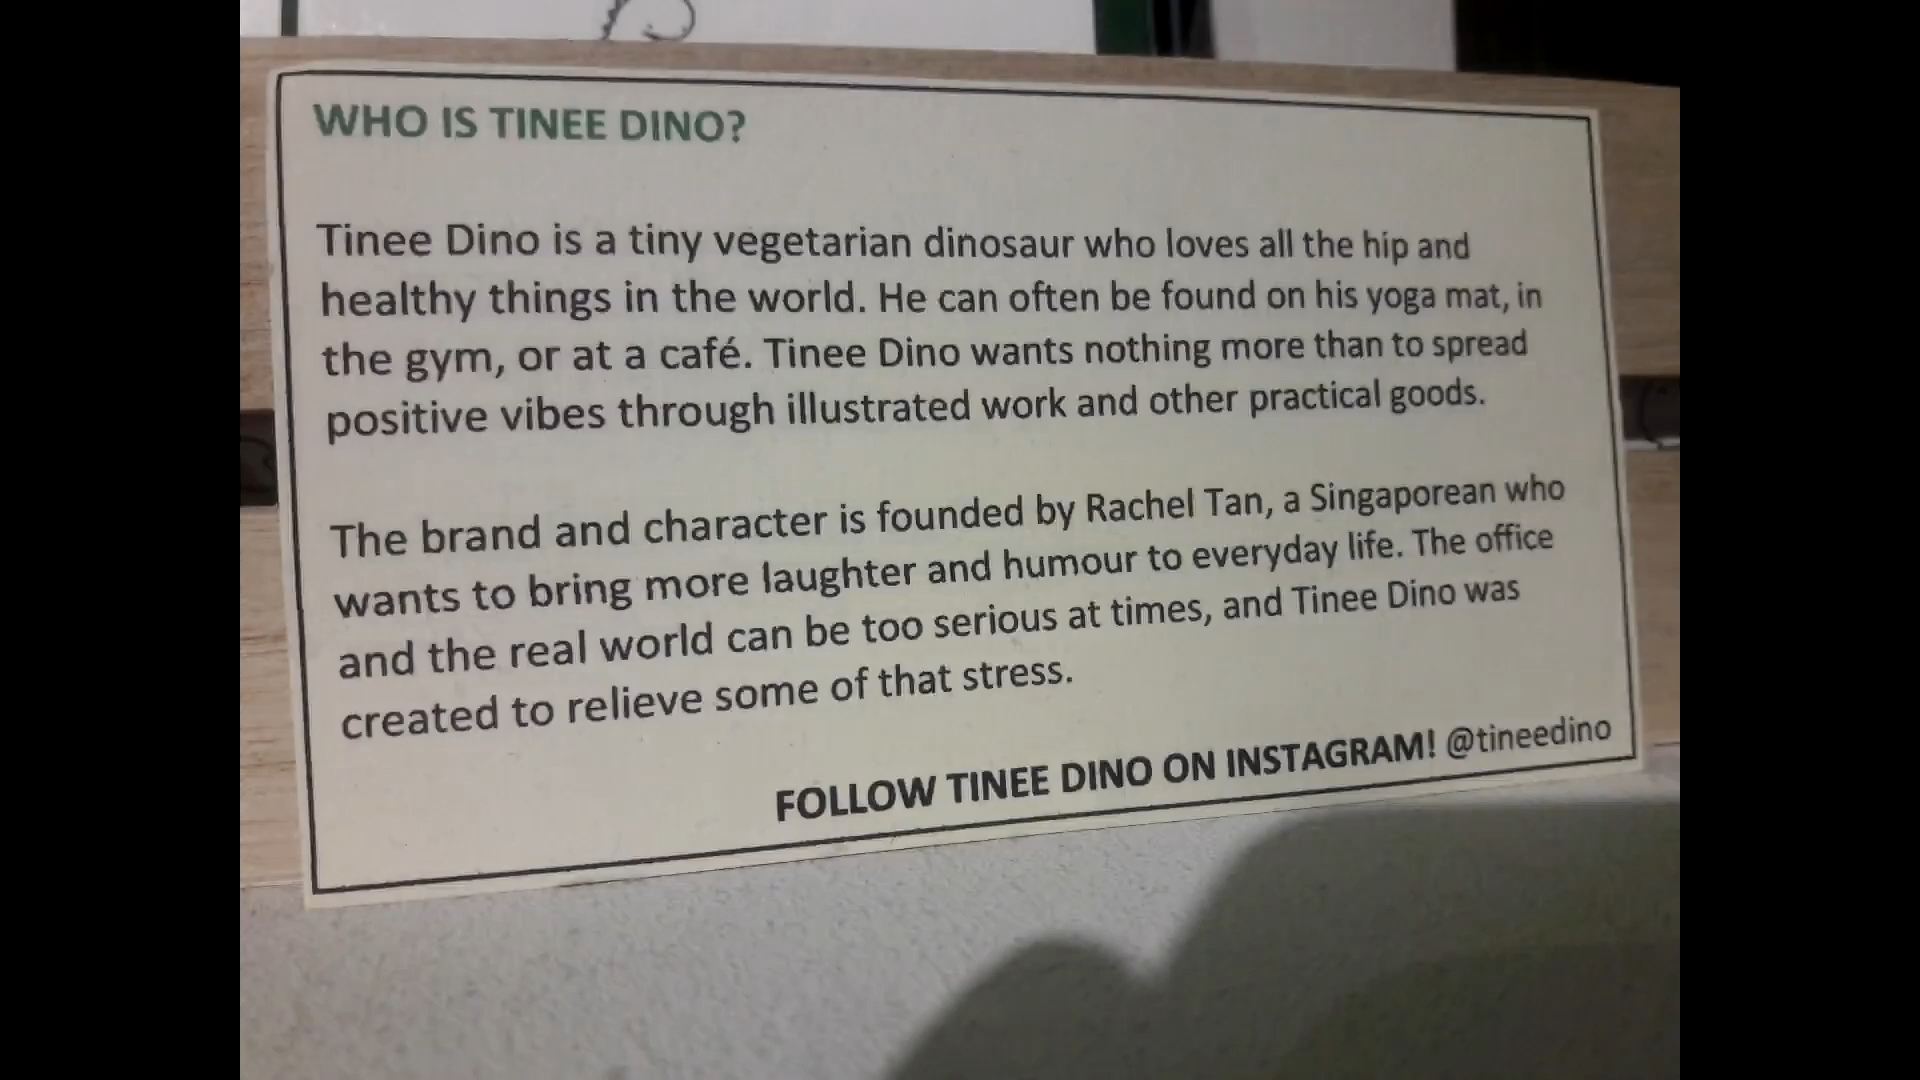 WHO IS TINEE DINO?
Tinee Dino is a tiny vegetarian dinosaur who loves all the hip and
healthy things in the world. He can often be found on his yoga mat, in
the gym, or at a café. Tinee Dino wants nothing more than to spread
positive vibes through illustrated work and other practical goods.
The brand and character is founded by Rachel Tan, a Singaporean who
wants to bring more laughter and humour to everyday life. The office
and the real world can be too serious at times, and Tinee Dino was
created to relieve some of that stress.
FOLLOW TINEE DINO ON INSTAGRAM! @tineedino